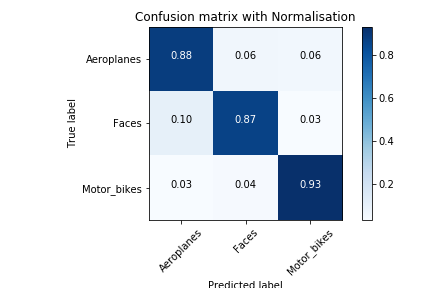 Confusion matrix with Normalisation
Aeroplanes 0.88 0.06 0.06
Faces 0.10 0.87 0.03
Motor_bikes 0.03 0.04 0.93
True label
Aeroplanes Faces Motor_bikes
Predicted label
0.8
0.6
0.4
0.2